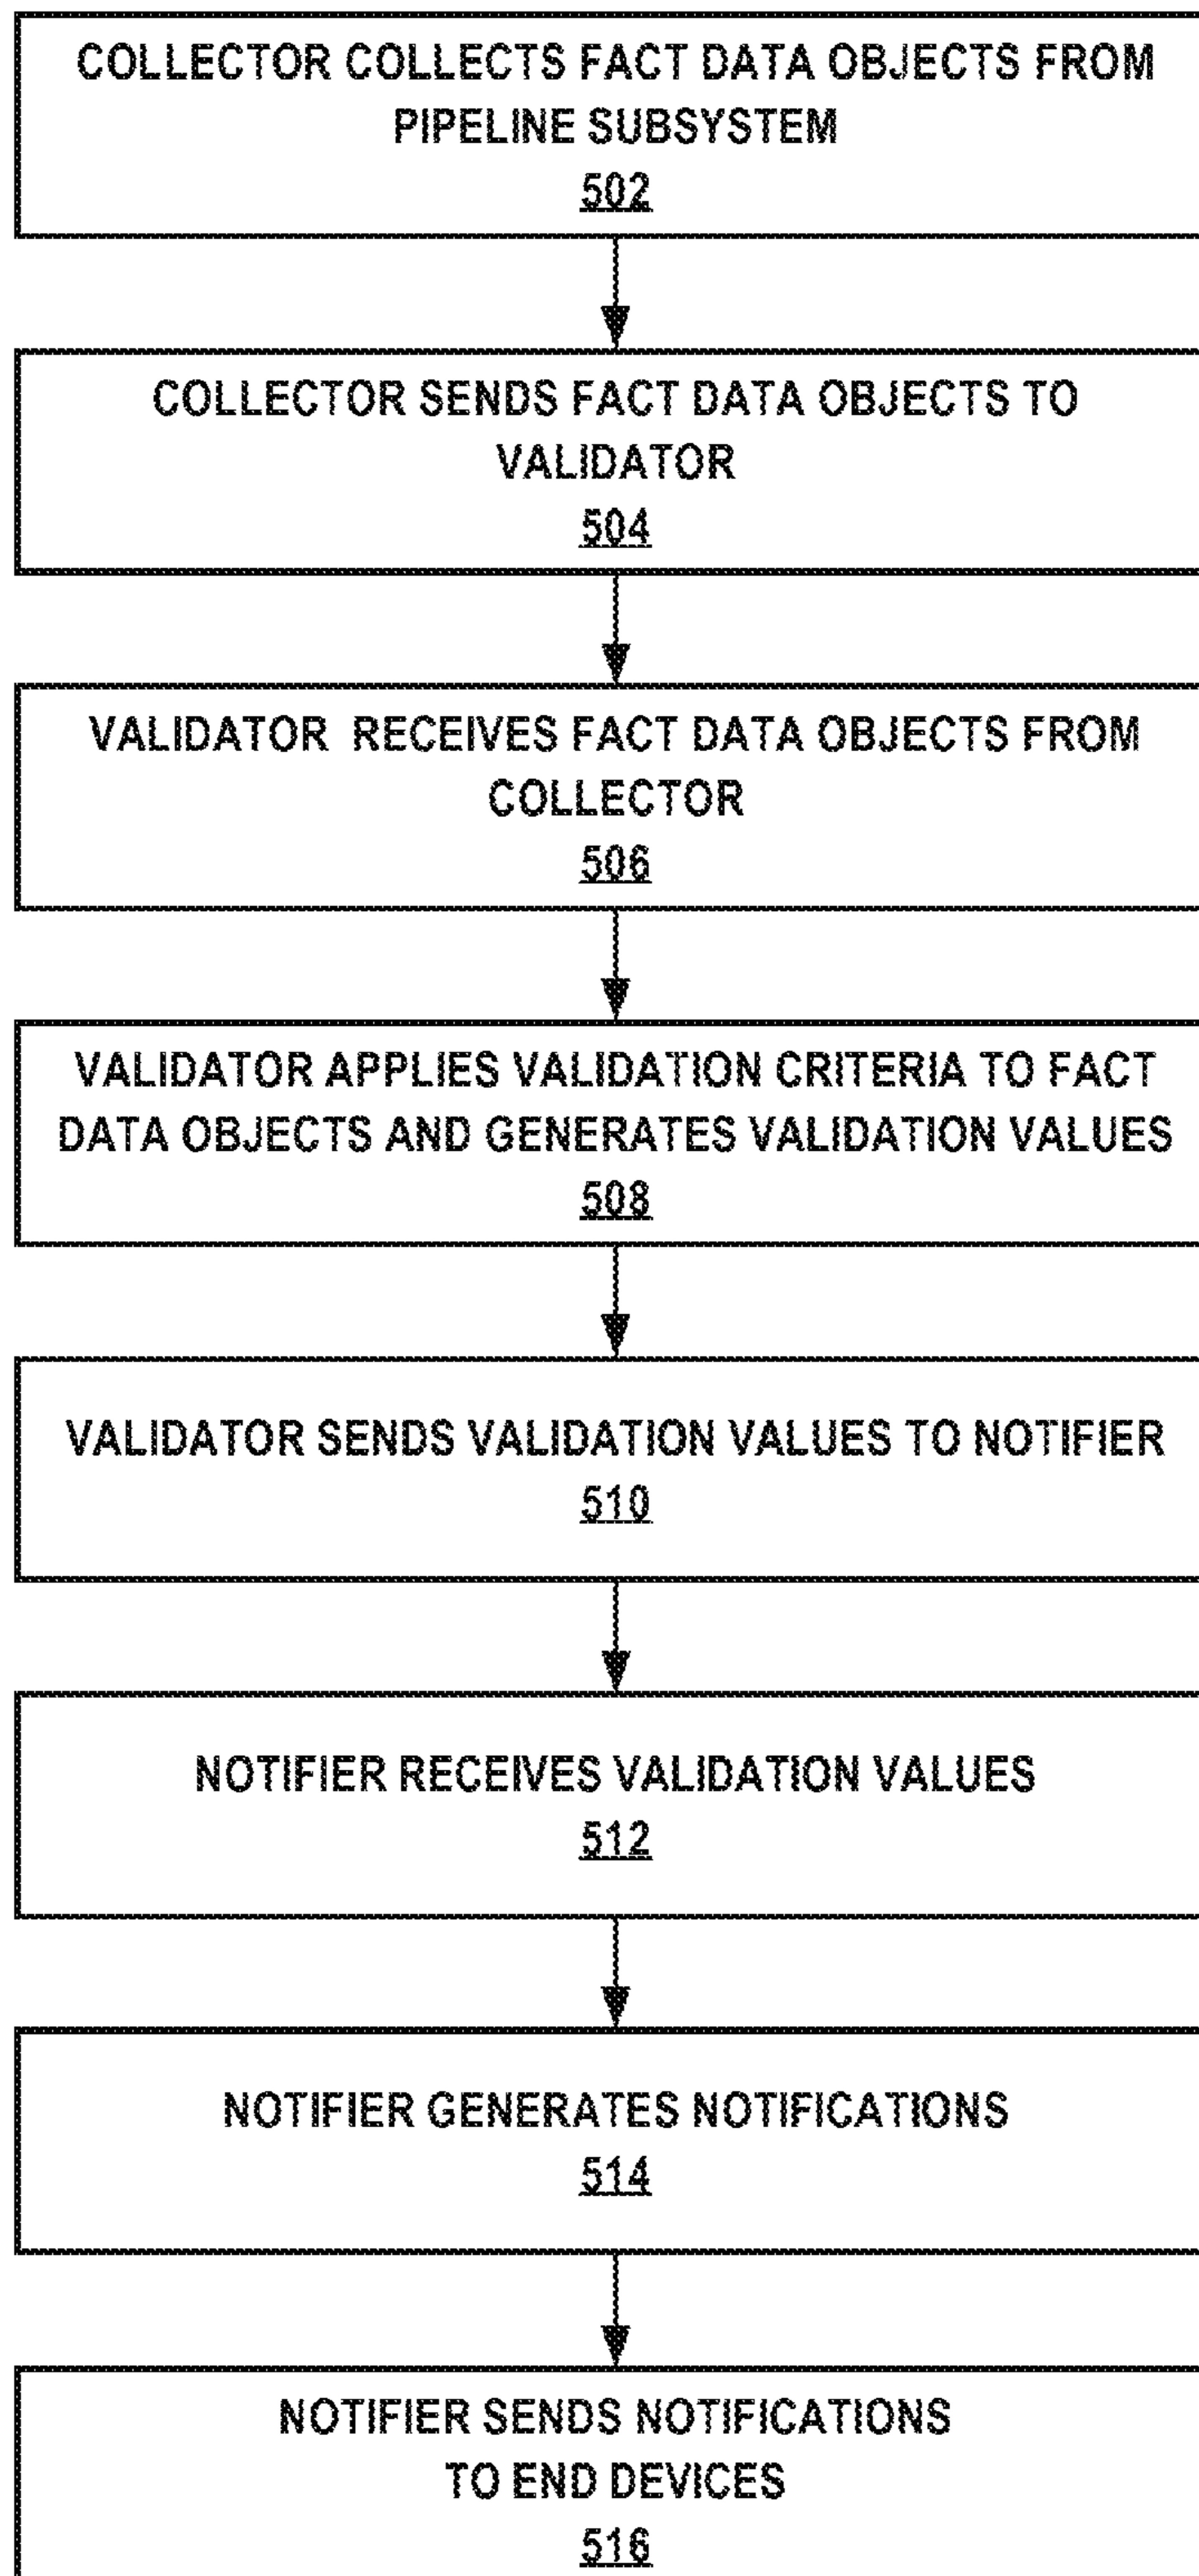 COLLECTOR COLLECTS FACT DATA OBJECTS FROM
PIPELINE SUBSYSTEM
502
COLLECTOR SENDS FACT DATA OBJECTS TO
VALIDATOR
504
VALIDATOR RECEIVES FACT DATA OBJECTS FROM
COLLECTOR
506
VALIDATOR APPLIES VALIDATION CRITERIA TO FACT
DATA OBJECTS AND GENERATES VALIDATION VALUES
508
VALIDATOR SENDS VALIDATION VALUES TO NOTIFIER
510
NOTIFIER RECEIVES VALIDATION VALUES
512
NOTIFIER GENERATES NOTIFICATIONS
514
NOTIFIER SENDS NOTIFICATIONS
TO END DEVICES
516